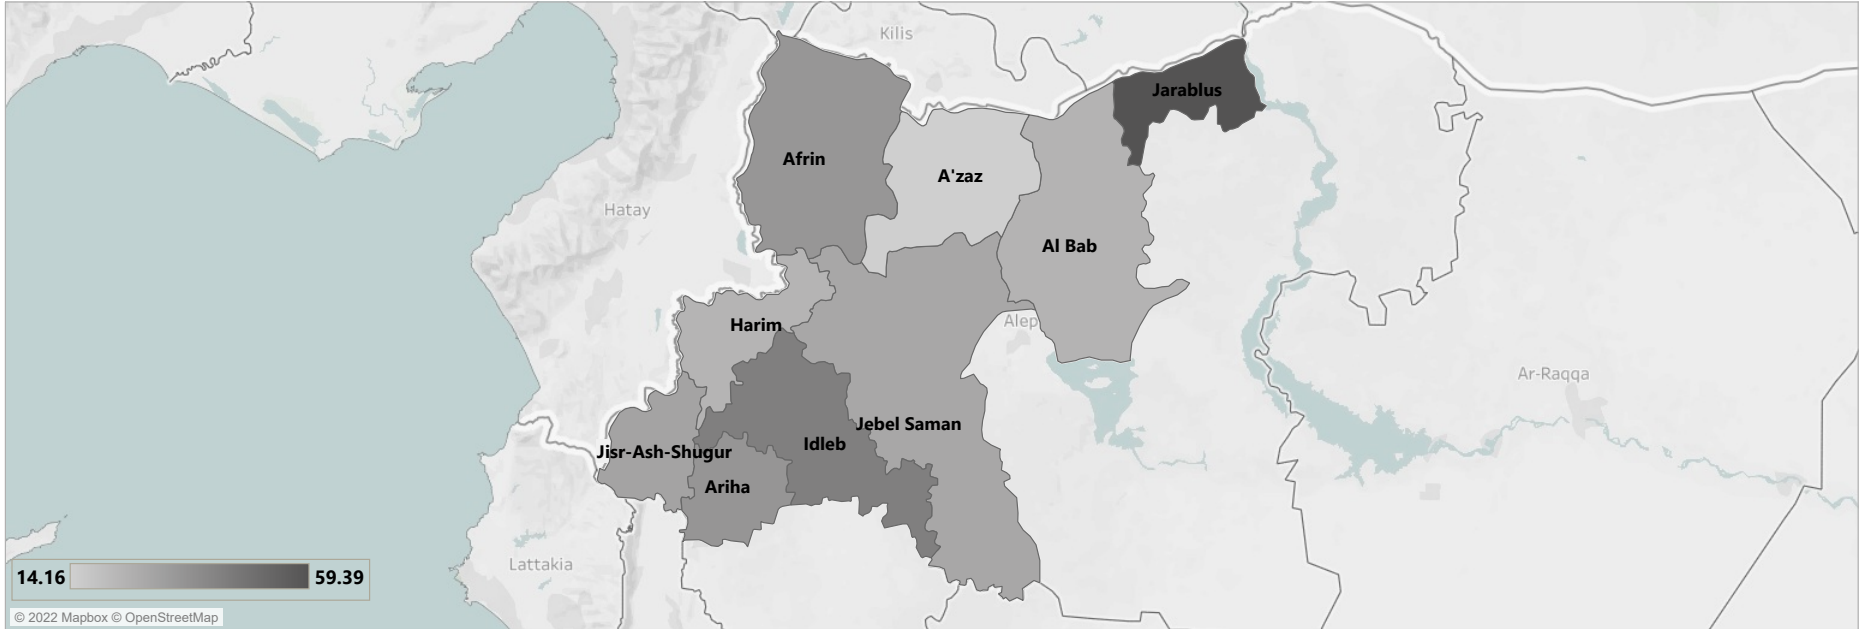 Kilis
Jarablus
Afrin
A'zaz
Hatay
Al Bab
Harim
Alep
Ar-Raqqa
Jebel Saman
Idleb
Jisr-Ash-Shugur
Ariha
Lattakia
14.16
59.39
© 2022 Mapbox © OpenStreetMap